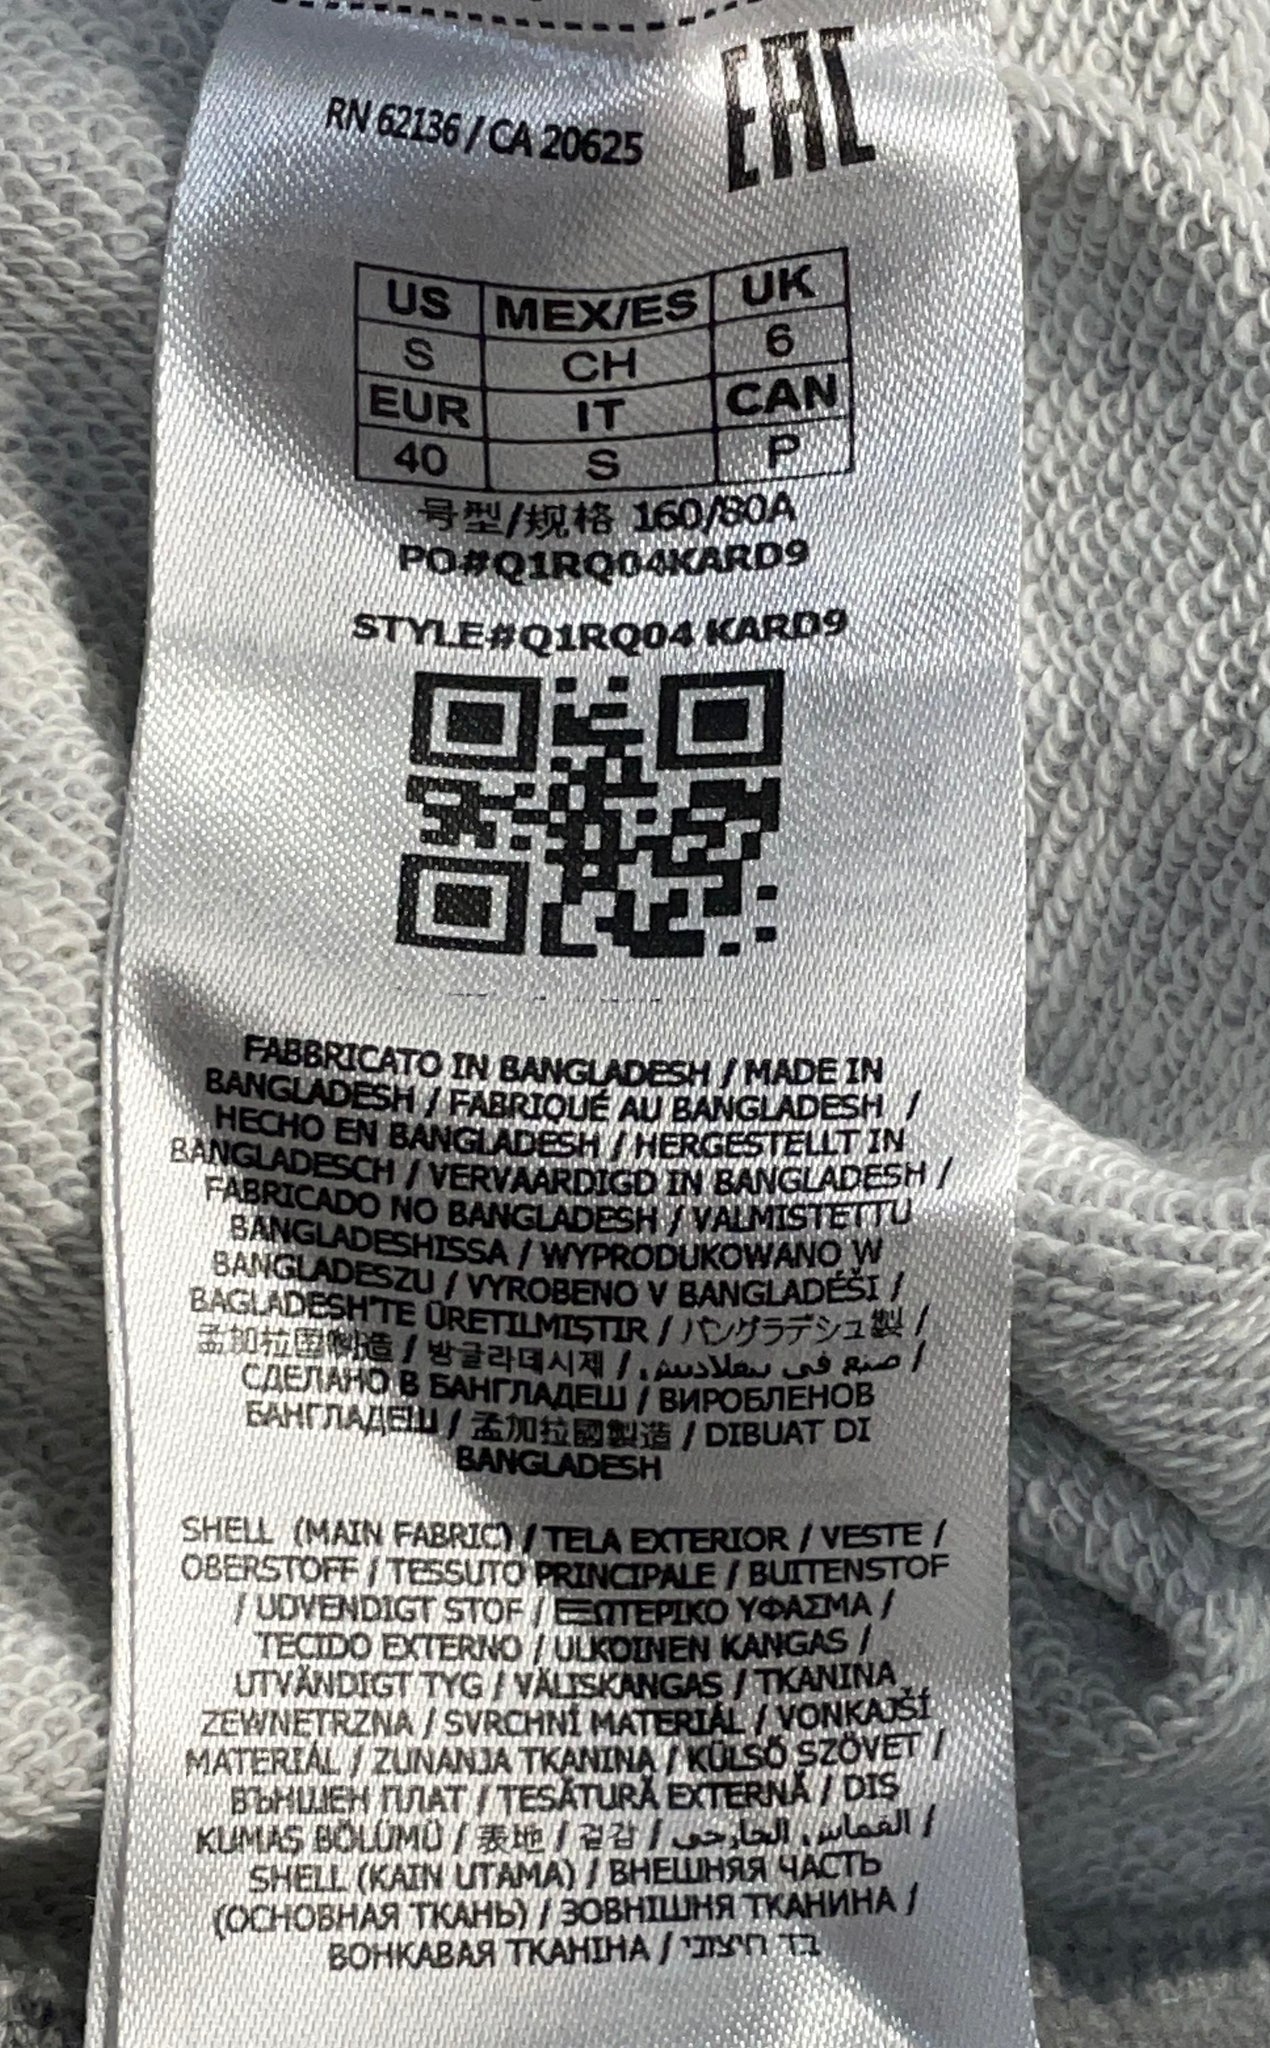 RN 62136 / CA 20625
EAC
US MEX/ES UK
S CH 6
EUR IT CAN
40 S P
号型/规格 160/80A
PO#Q1RQ04KARD9
STYLE#Q1RQ04 KARD9
FABBRICATO IN BANGLADESH / MADE IN
BANGLADESH / FABRIQUÉ AU BANGLADESH /
HECHO EN BANGLADESH / HERGESTELLT IN
BANGLADESCH / VERVAARDIGD IN BANGLADESH /
FABRICADO NO BANGLADESH / VALMISTETTU
BANGLADESHISSA / WYPRODUKOWANO W
BANGLADESZU / VYROBENO V BANGLADÉŠI /
BAGLADESH'TE ÜRETILMIŞTIR / バングラデシュ製 /
孟加拉国制造 / 방글라데시제 / صنع في بنغلاديش /
СДЕЛАНО В БАНГЛАДЕШ / ВИРОБЛЕНОВ
БАНГЛАДЕШ / 孟加拉國製造 / DIBUAT DI
BANGLADESH
SHELL (MAIN FABRIC) / TELA EXTERIOR / VESTE /
OBERSTOFF / TESSUTO PRINCIPALE / BUITENSTOF
/ UDVENDIGT STOF / ΕΞΩΤΕΡΙΚΟ ΥΦΑΣΜΑ /
TECIDO EXTERNO / ULKOINEN KANGAS /
UTVÄNDIGT TYG / VÄLISKANGAS / TKANINA
ZEWNETRZNA / SVRCHNÍ MATERIÁL / VONKAJŠÍ
MATERIÁL / ZUNANJA TKANINA / KÜLSŐ SZÖVET /
ВЪНШЕН ПЛАТ / TESĂTURĂ EXTERNĂ / DIŞ
KUMAS BÖLÜMÜ / 表地 / 겉감 / القماش الخارجي /
SHELL (KAIN UTAMA) / ВНЕШНЯЯ ЧАСТЬ
(ОСНОВНАЯ ТКАНЬ) / ЗОВНІШНЯ ТКАНИНА /
ВОНКАВАЯ ТКАНІНА / בד חיצוני